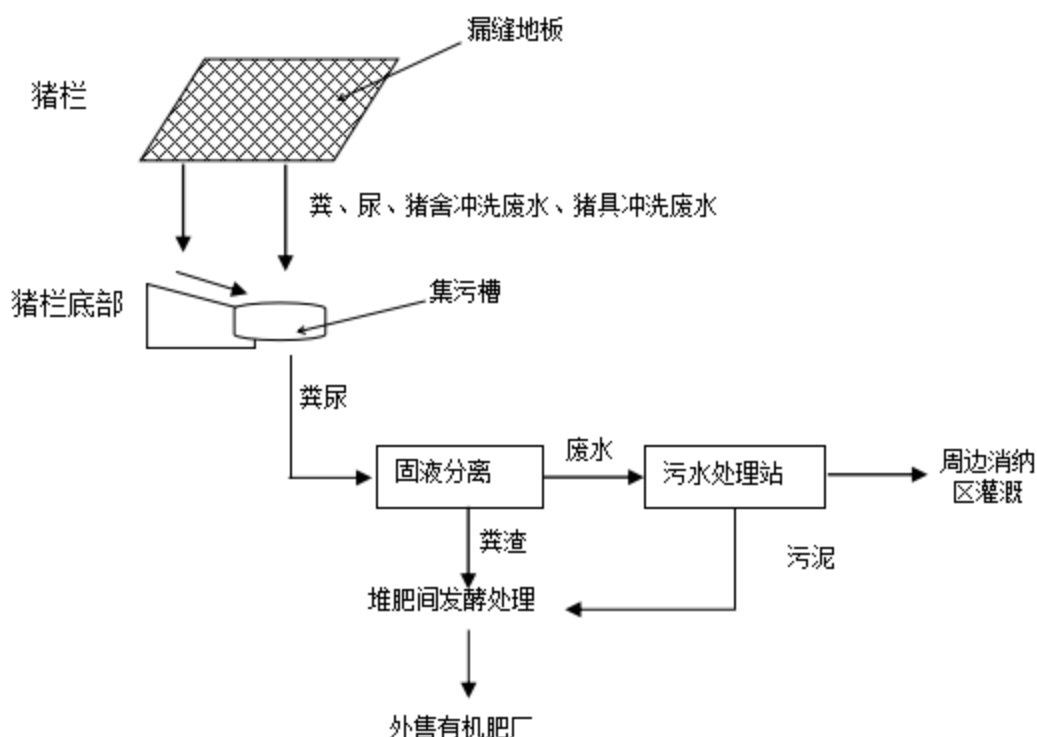 漏缝地板
猪栏
粪、尿、猪舍冲洗废水、猪具冲洗废水
猪栏底部
集污槽
粪尿
固液分离
废水
污水处理站
周边消纳
区灌溉
粪渣
污泥
堆肥间发酵处理
外售有机肥厂